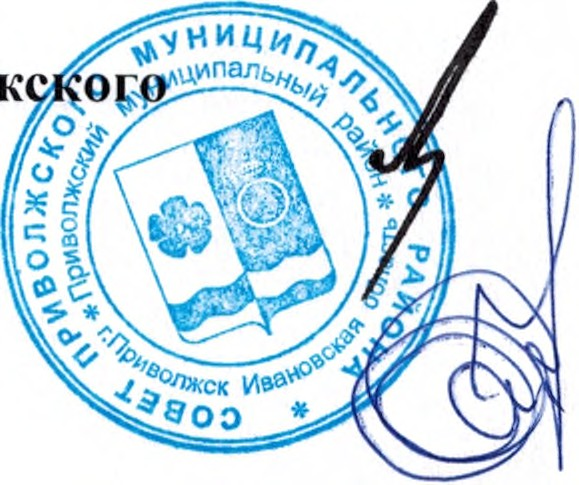 кского
СОВЕТ ПРИВОЛЖСКОГО МУНИЦИПАЛЬНОГО РАЙОНА *
* Приволжский муниципальный район *
г.Приволжск Ивановская область